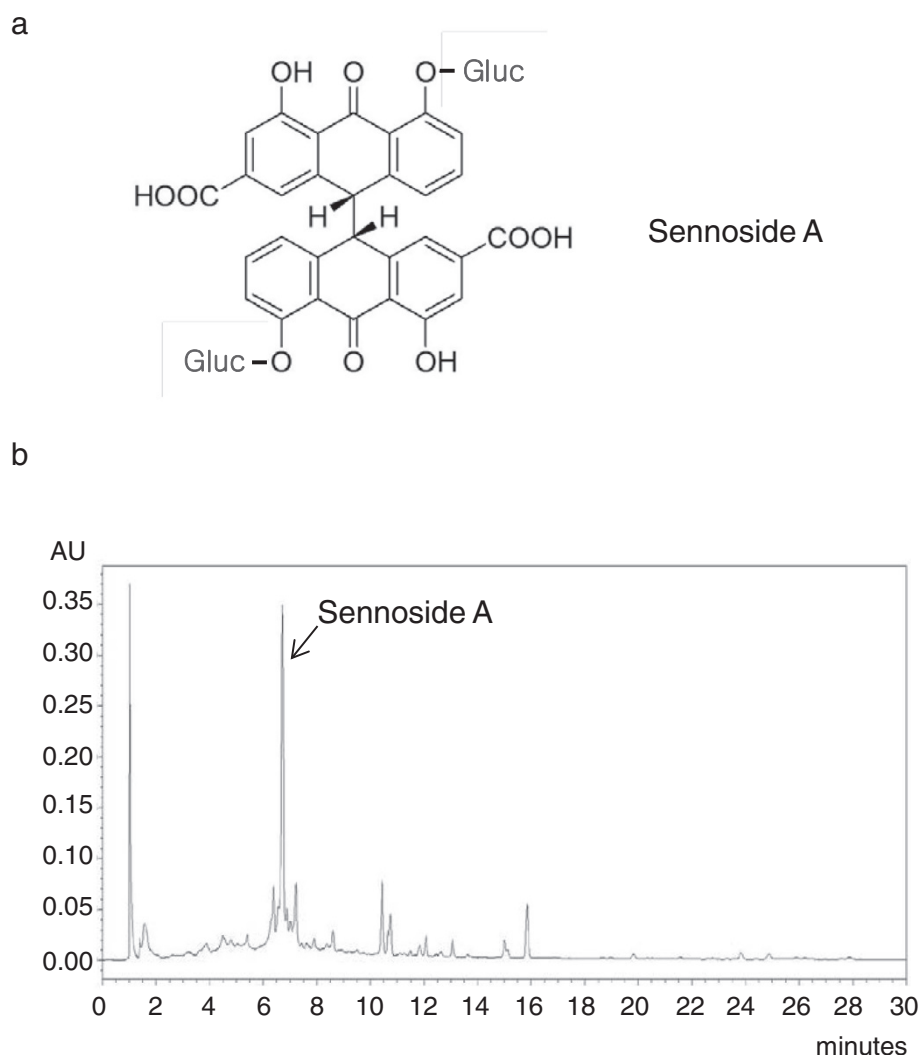 a
OH O O Gluc
HOOC H H COOH
Sennoside A
Gluc O O OH
b
AU
Sennoside A
0.35
0.30
0.25
0.20
0.15
0.10
0.05
0.00
0 2 4 6 8 10 12 14 16 18 20 22 24 26 28 30
minutes